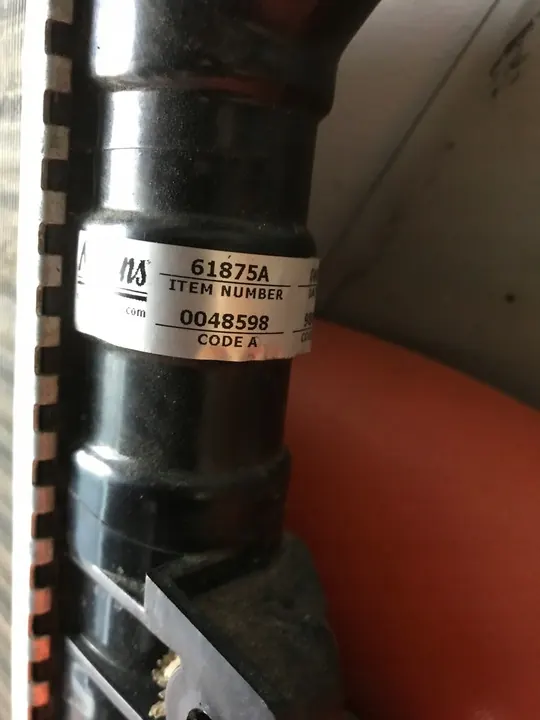 61875A
ITEM NUMBER
com
0048598
CODE A